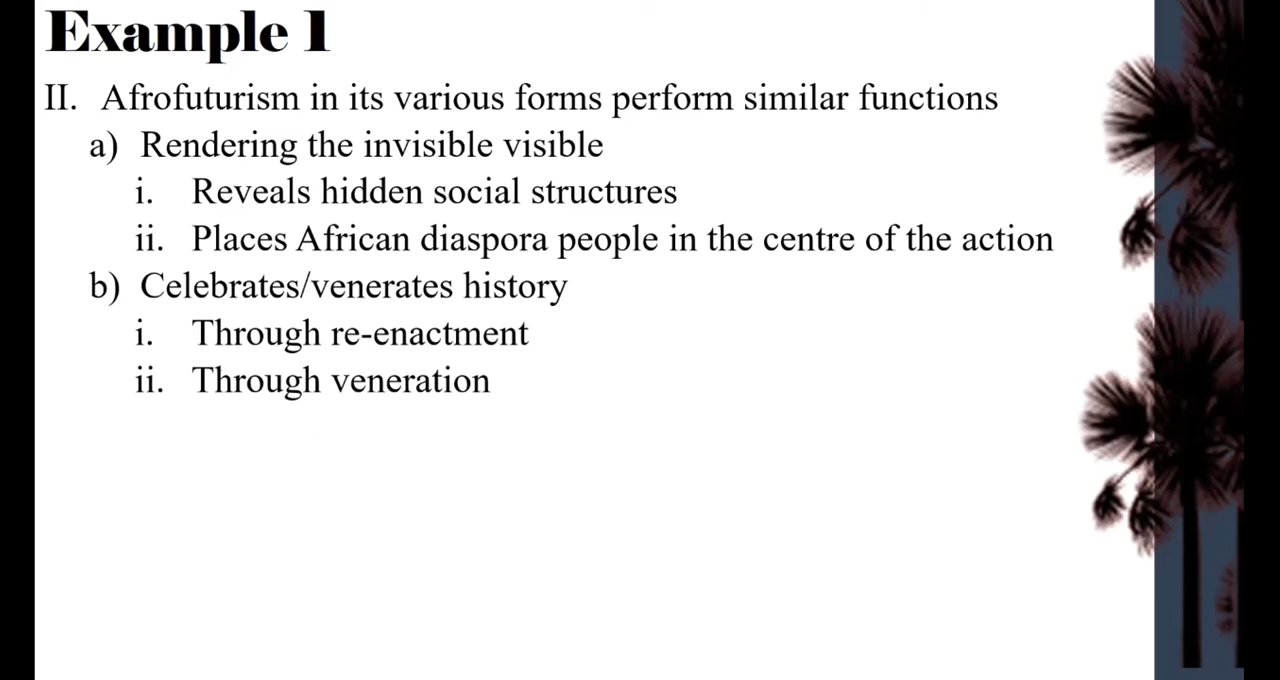 Example 1
II. Afrofuturism in its various forms perform similar functions
a) Rendering the invisible visible
i. Reveals hidden social structures
ii. Places African diaspora people in the centre of the action
b) Celebrates/venerates history
i. Through re-enactment
ii. Through veneration